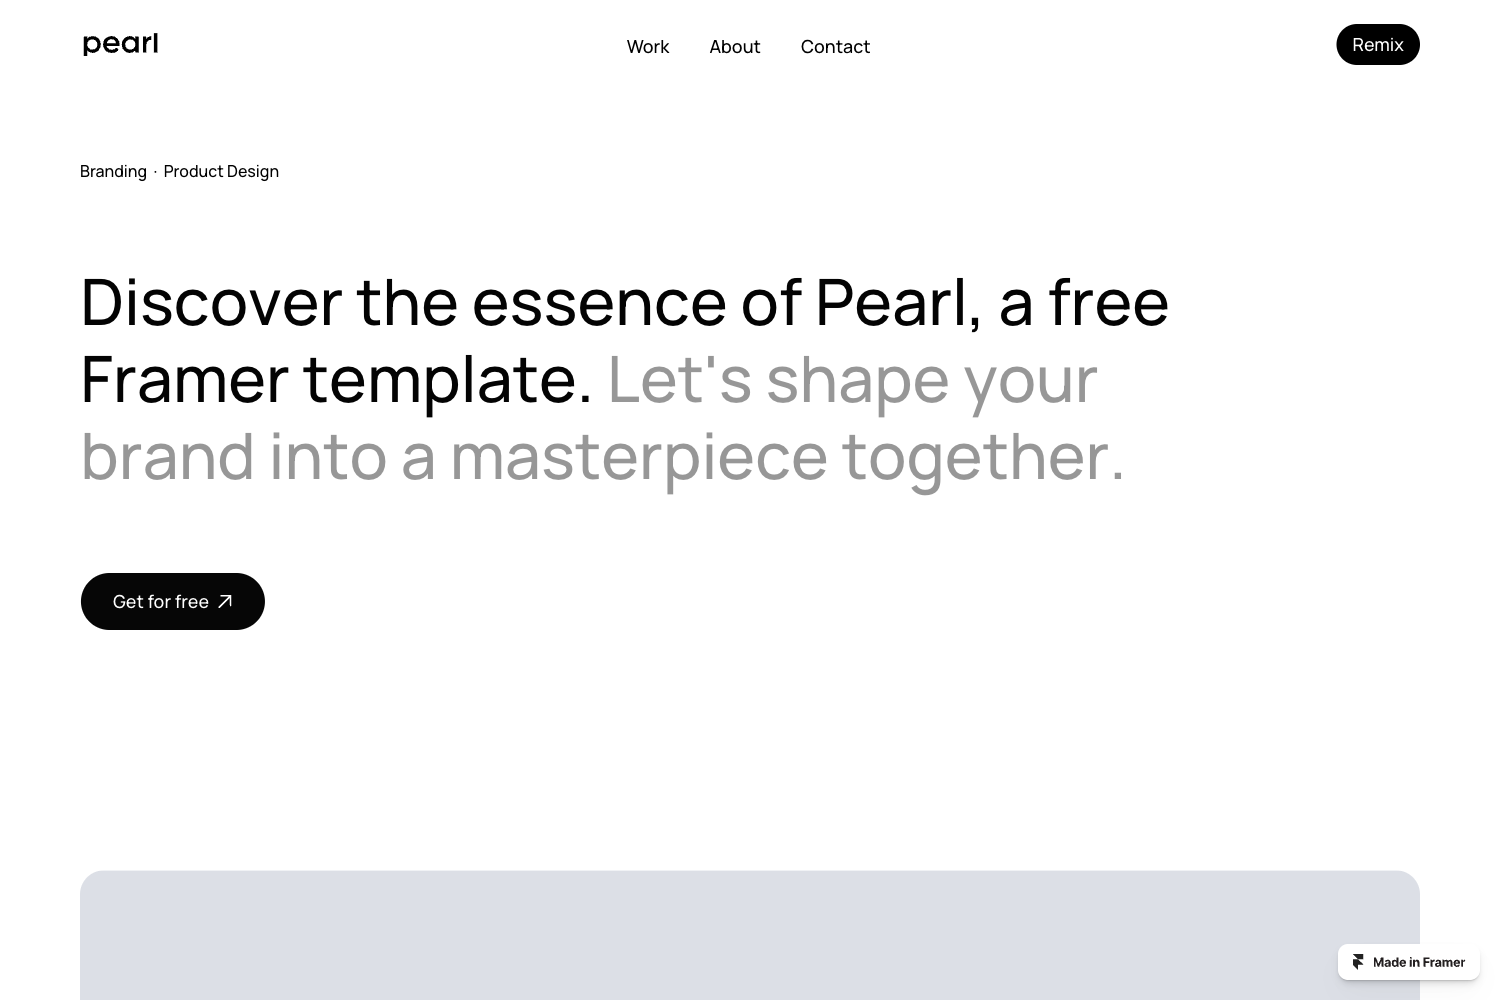 pearl
Work About Contact
Remix
Branding · Product Design
Discover the essence of Pearl, a free
Framer template. Let's shape your
brand into a masterpiece together.
Get for free
Made in Framer